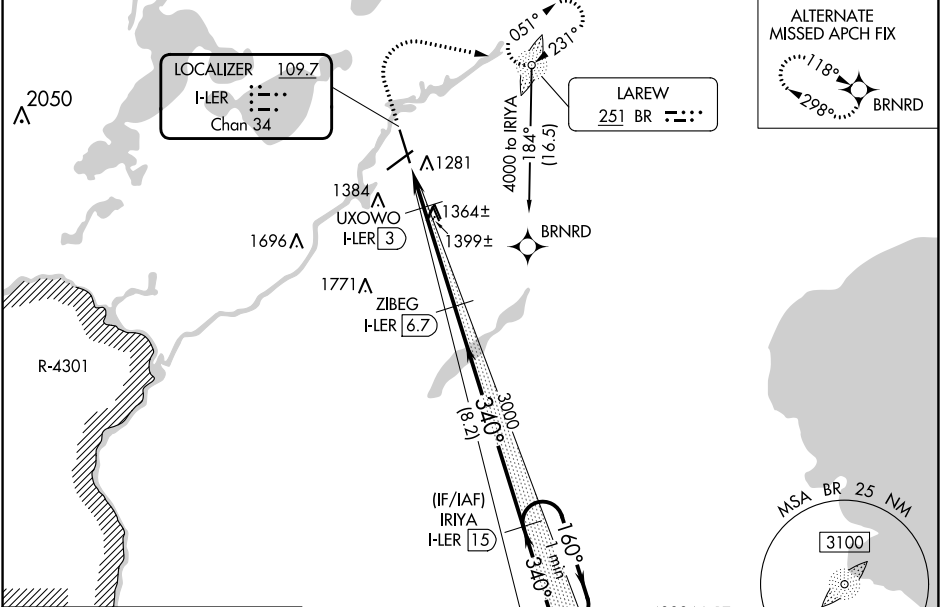 051°
231°
ALTERNATE
MISSED APCH FIX
118°
298°
BRNRD
LOCALIZER 109.7
I-LER
Chan 34
2050
LAREW
251 BR
4000 to IRIYA
184°
(16.5)
1281
1384
UXOWO
I-LER 3
1364±
1399±
BRNRD
1696
1771
ZIBEG
I-LER 6.7
R-4301
3000
340°
(8.2)
(IF/IAF)
IRIYA
I-LER 15
340°
1 min
160°
MSA BR 25 NM
3100